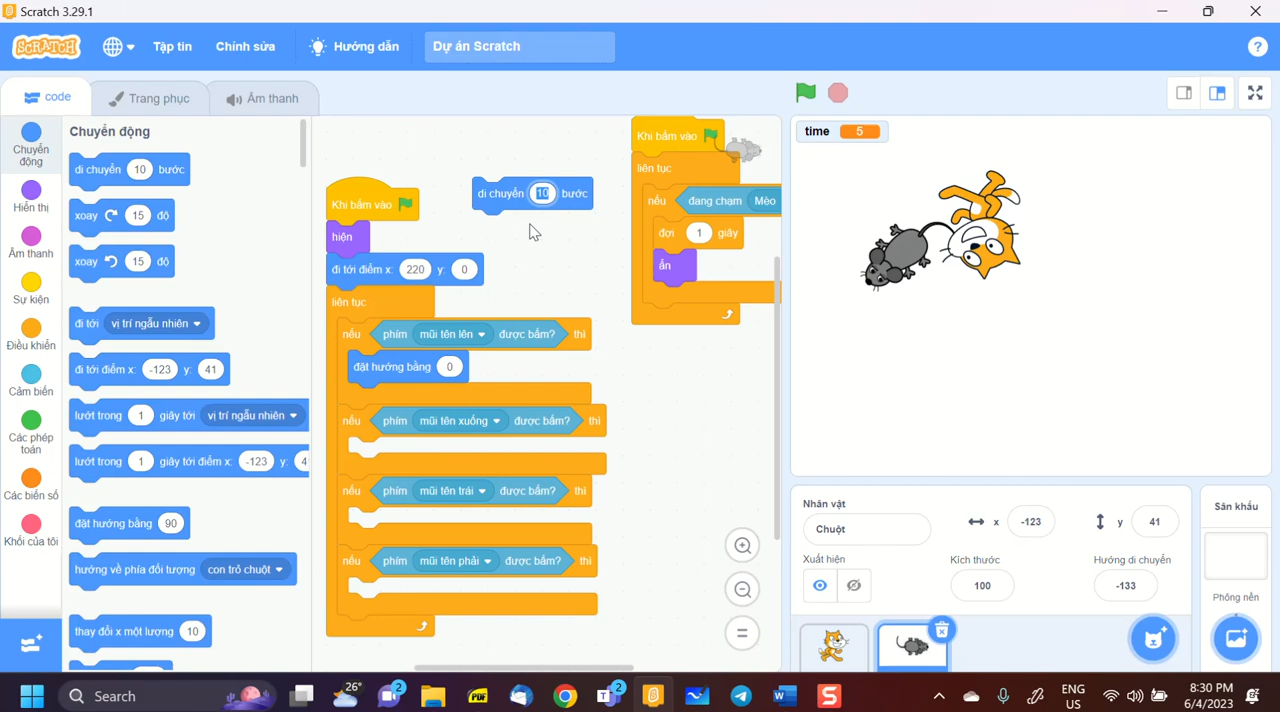 Scratch 3.29.1
SCRATCH
Tập tin
Chỉnh sửa
Hướng dẫn
Dự án Scratch
?
code
Trang phục
Âm thanh
Chuyển động
Hiển thị
Âm thanh
Sự kiện
Điều khiển
Cảm biến
Các phép toán
Các biến số
Khối của tôi
Chuyển động
di chuyển 10 bước
xoay 15 độ
xoay 15 độ
đi tới vị trí ngẫu nhiên
đi tới điểm x: -123 y: 41
lướt trong 1 giây tới vị trí ngẫu nhiên
lướt trong 1 giây tới điểm x: -123 y:
đặt hướng bằng 90
hướng về phía đối tượng con trỏ chuột
thay đổi x một lượng 10
Khi bấm vào
hiện
đi tới điểm x: 220 y: 0
liên tục
nếu phím mũi tên lên được bấm? thì
đặt hướng bằng 0
nếu phím mũi tên xuống được bấm? thì
nếu phím mũi tên trái được bấm? thì
nếu phím mũi tên phải được bấm? thì
di chuyển 10 bước
Khi bấm vào
liên tục
nếu đang chạm Mèo
đợi 1 giây
ẩn
time 5
Nhân vật
Chuột
x -123
y 41
Xuất hiện
Kích thước
100
Hướng di chuyển
-133
Sân khấu
Phông nền
Search
26°
2
PDF
2
ENG
US
8:30 PM
6/4/2023